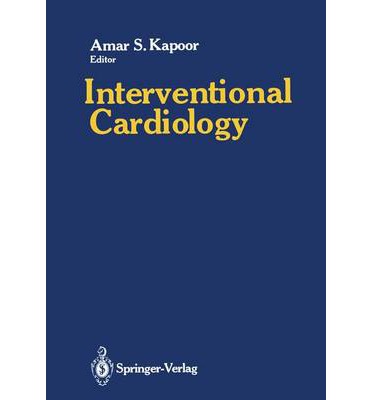 Amar S. Kapoor
Editor
Interventional
Cardiology
Springer-Verlag